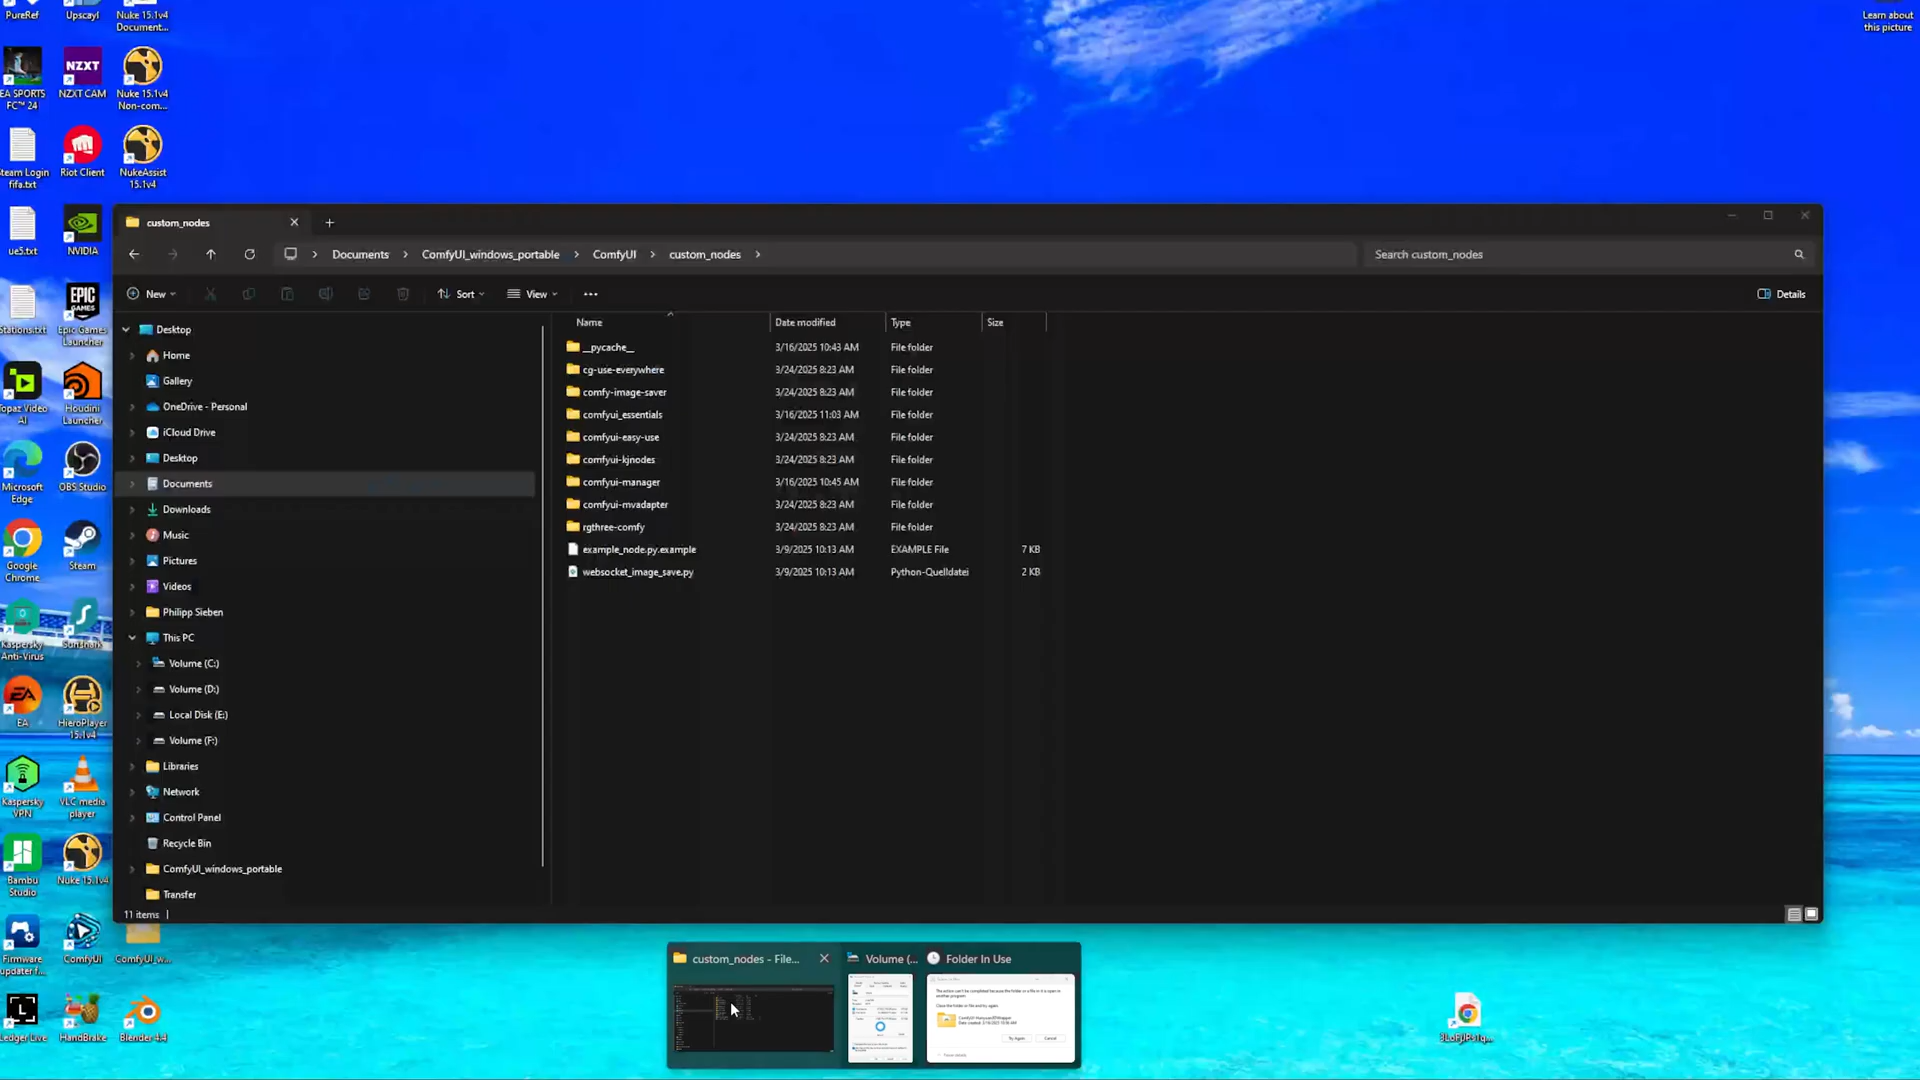 PureRef
Upscayl
Nuke 15.1v4
Document...
Learn about
this picture
EA SPORTS
FC™ 24
NZXT
NZXT CAM
Nuke 15.1v4
Non-com...
Steam Login
fifa.txt
Riot Client
NukeAssist
15.1v4
ue5.txt
NVIDIA
Stations.txt
EPIC
GAMES
Epic Games
Launcher
Topaz Video
AI
Houdini
Launcher
Microsoft
Edge
OBS Studio
Google
Chrome
Steam
Kaspersky
Anti-Virus
Surfshark
EA
EA
HieroPlayer
15.1v4
Kaspersky
VPN
VLC media
player
Bambu
Studio
Nuke 15.1v4
Firmware
updater f...
ComfyUI
ComfyUI_w...
Ledger Live
HandBrake
Blender 4.4
custom_nodes
Documents
ComfyUI_windows_portable
ComfyUI
custom_nodes
Search custom_nodes
New
Sort
View
Details
Desktop
Home
Gallery
OneDrive - Personal
iCloud Drive
Desktop
Documents
Downloads
Music
Pictures
Videos
Philipp Sieben
This PC
Volume (C:)
Volume (D:)
Local Disk (E:)
Volume (F:)
Libraries
Network
Control Panel
Recycle Bin
ComfyUI_windows_portable
Transfer
Name Date modified Type Size
__pycache__ 3/16/2025 10:43 AM File folder
cg-use-everywhere 3/24/2025 8:23 AM File folder
comfy-image-saver 3/24/2025 8:23 AM File folder
comfyui_essentials 3/16/2025 11:03 AM File folder
comfyui-easy-use 3/24/2025 8:23 AM File folder
comfyui-kjnodes 3/24/2025 8:23 AM File folder
comfyui-manager 3/16/2025 10:45 AM File folder
comfyui-mvadapter 3/24/2025 8:23 AM File folder
rgthree-comfy 3/24/2025 8:23 AM File folder
example_node.py.example 3/9/2025 10:13 AM EXAMPLE File 7 KB
websocket_image_save.py 3/9/2025 10:13 AM Python-Quelldatei 2 KB
11 items
custom_nodes - File...
Volume (...
Folder In Use
Try Again
Cancel